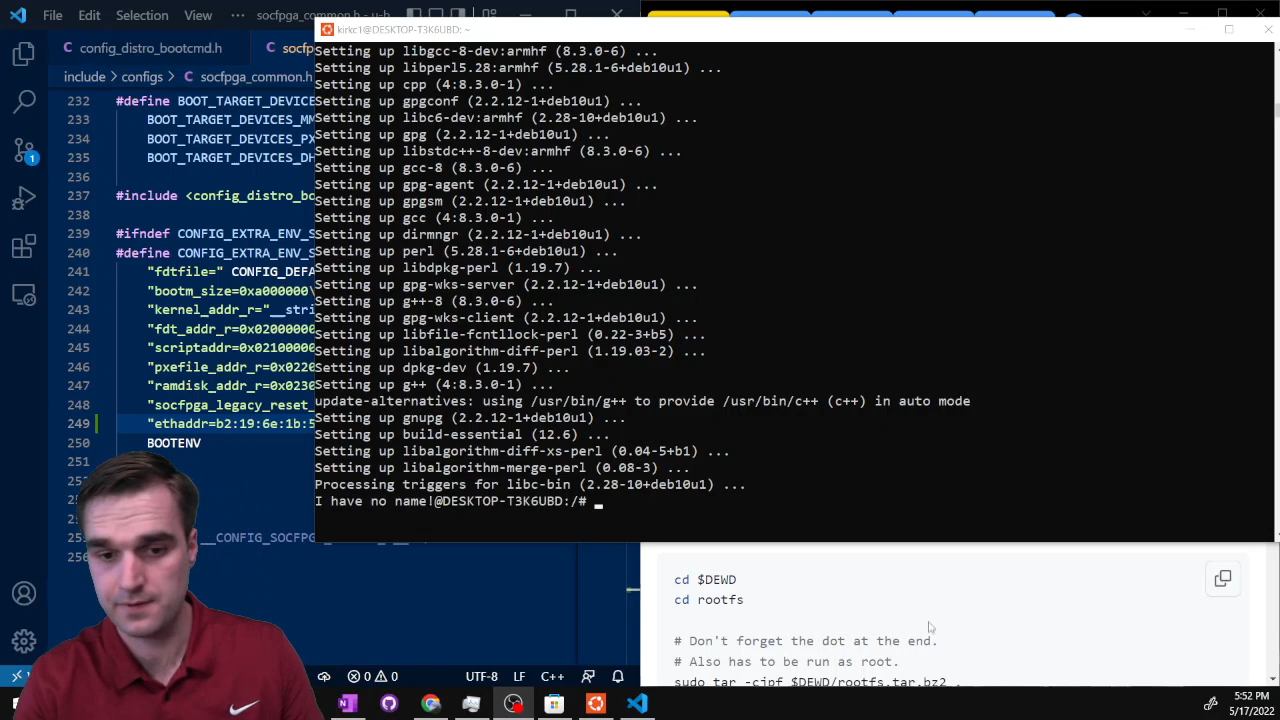 File Edit Selection View ··· socfpga_common.h - u-b
config_distro_bootcmd.h socfp
include > configs > socfpga_common.h
232 #define BOOT_TARGET_DEVICES
233 BOOT_TARGET_DEVICES_MM
234 BOOT_TARGET_DEVICES_PX
235 BOOT_TARGET_DEVICES_DH
236
237 #include <config_distro_bo
238
239 #ifndef CONFIG_EXTRA_ENV_S
240 #define CONFIG_EXTRA_ENV_S
241 "fdtfile=" CONFIG_DEFA
242 "bootm_size=0xa000000\
243 "kernel_addr_r="__stri
244 "fdt_addr_r=0x02000000
245 "scriptaddr=0x02100000
246 "pxefile_addr_r=0x0220
247 "ramdisk_addr_r=0x0230
248 "socfpga_legacy_reset_
249 "ethaddr=b2:19:6e:1b:5
250 BOOTENV
251
252
253 __CONFIG_SOCFP
256
1
0 0 UTF-8 LF C++
kirkc1@DESKTOP-T3K6UBD: ~
Setting up libgcc-8-dev:armhf (8.3.0-6) ...
Setting up libperl5.28:armhf (5.28.1-6+deb10u1) ...
Setting up cpp (4:8.3.0-1) ...
Setting up gpgconf (2.2.12-1+deb10u1) ...
Setting up libc6-dev:armhf (2.28-10+deb10u1) ...
Setting up gpg (2.2.12-1+deb10u1) ...
Setting up libstdc++-8-dev:armhf (8.3.0-6) ...
Setting up gcc-8 (8.3.0-6) ...
Setting up gpg-agent (2.2.12-1+deb10u1) ...
Setting up gpgsm (2.2.12-1+deb10u1) ...
Setting up gcc (4:8.3.0-1) ...
Setting up dirmngr (2.2.12-1+deb10u1) ...
Setting up perl (5.28.1-6+deb10u1) ...
Setting up libdpkg-perl (1.19.7) ...
Setting up gpg-wks-server (2.2.12-1+deb10u1) ...
Setting up g++-8 (8.3.0-6) ...
Setting up gpg-wks-client (2.2.12-1+deb10u1) ...
Setting up libfile-fcntllock-perl (0.22-3+b5) ...
Setting up libalgorithm-diff-perl (1.19.03-2) ...
Setting up dpkg-dev (1.19.7) ...
Setting up g++ (4:8.3.0-1) ...
update-alternatives: using /usr/bin/g++ to provide /usr/bin/c++ (c++) in auto mode
Setting up gnupg (2.2.12-1+deb10u1) ...
Setting up build-essential (12.6) ...
Setting up libalgorithm-diff-xs-perl (0.04-5+b1) ...
Setting up libalgorithm-merge-perl (0.08-3) ...
Processing triggers for libc-bin (2.28-10+deb10u1) ...
I have no name!@DESKTOP-T3K6UBD:/#
cd $DEWD
cd rootfs
# Don't forget the dot at the end.
# Also has to be run as root.
sudo tar -cjpf $DEWD/rootfs.tar.bz2 .
5:52 PM
5/17/2022